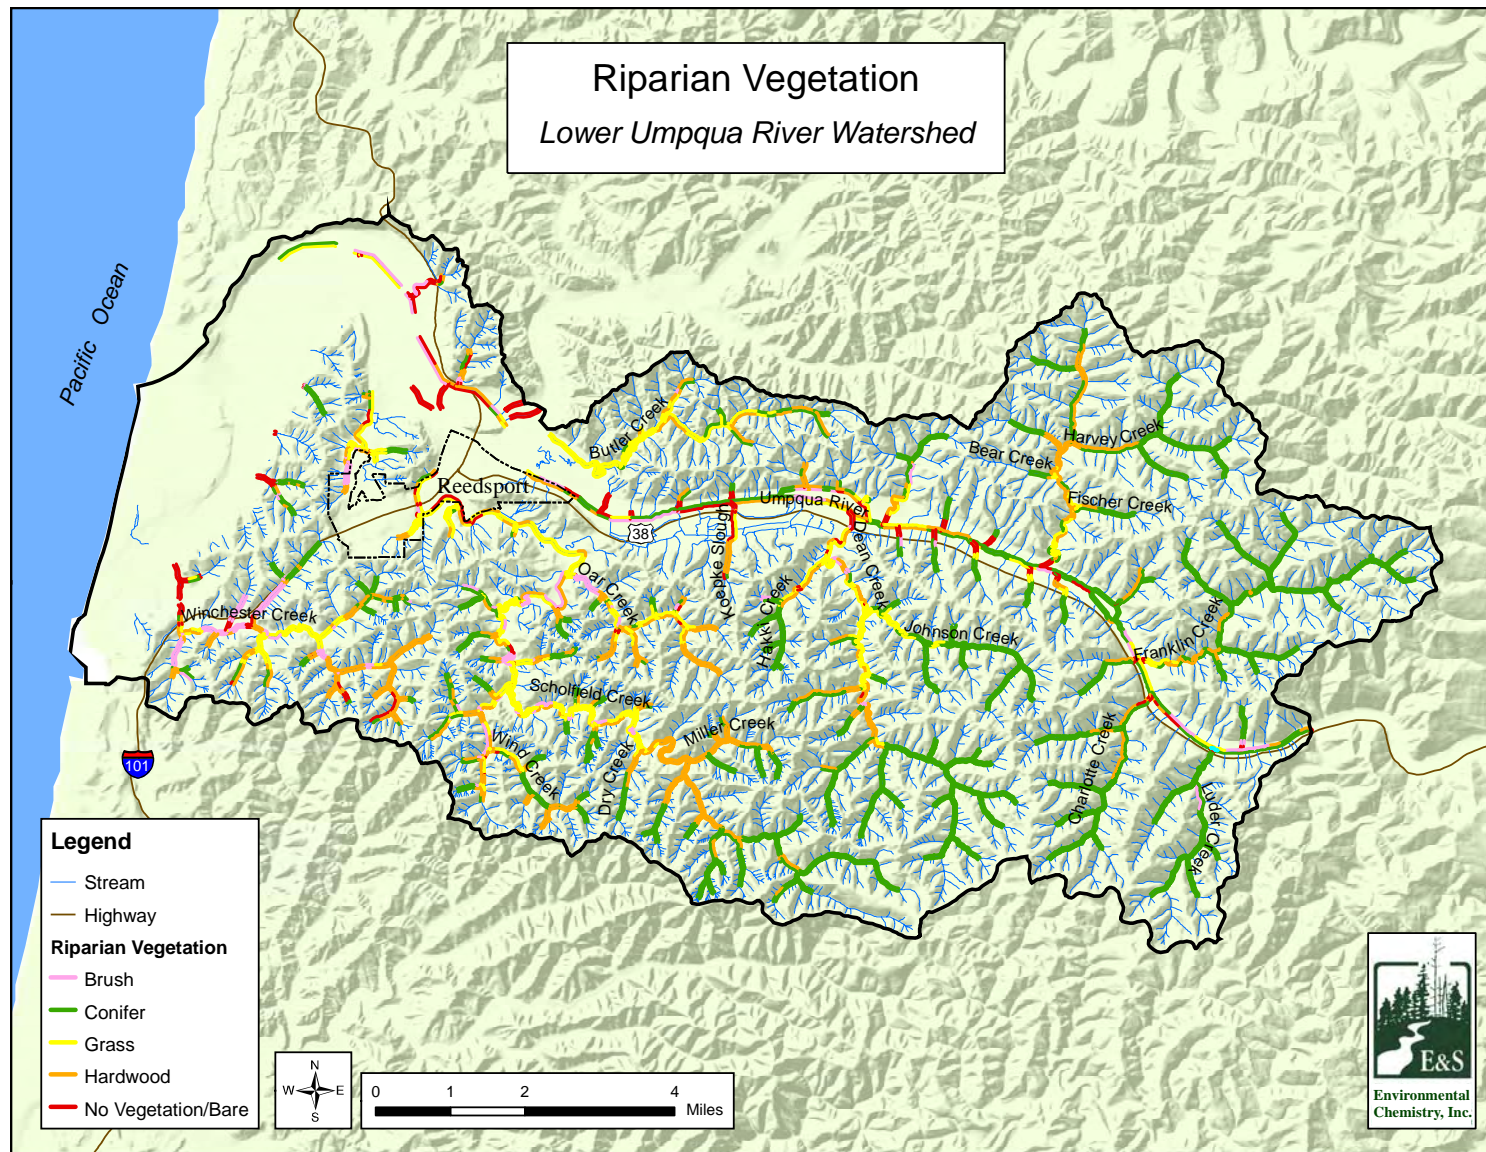 Riparian Vegetation
Lower Umpqua River Watershed
Pacific Ocean
Butler Creek
Harvey Creek
Bear Creek
Fischer Creek
Reedsport
Umpqua River
38
Koepke Slough
Dean Creek
Oar Creek
Hakki Creek
Winchester Creek
Johnson Creek
Franklin Creek
Scholfield Creek
Miller Creek
Wind Creek
Dry Creek
Charlotte Creek
Luder Creek
101
Legend
Stream
Highway
Riparian Vegetation
Brush
Conifer
Grass
Hardwood
No Vegetation/Bare
N
W E
S
0 1 2 4
Miles
E&S
Environmental
Chemistry, Inc.